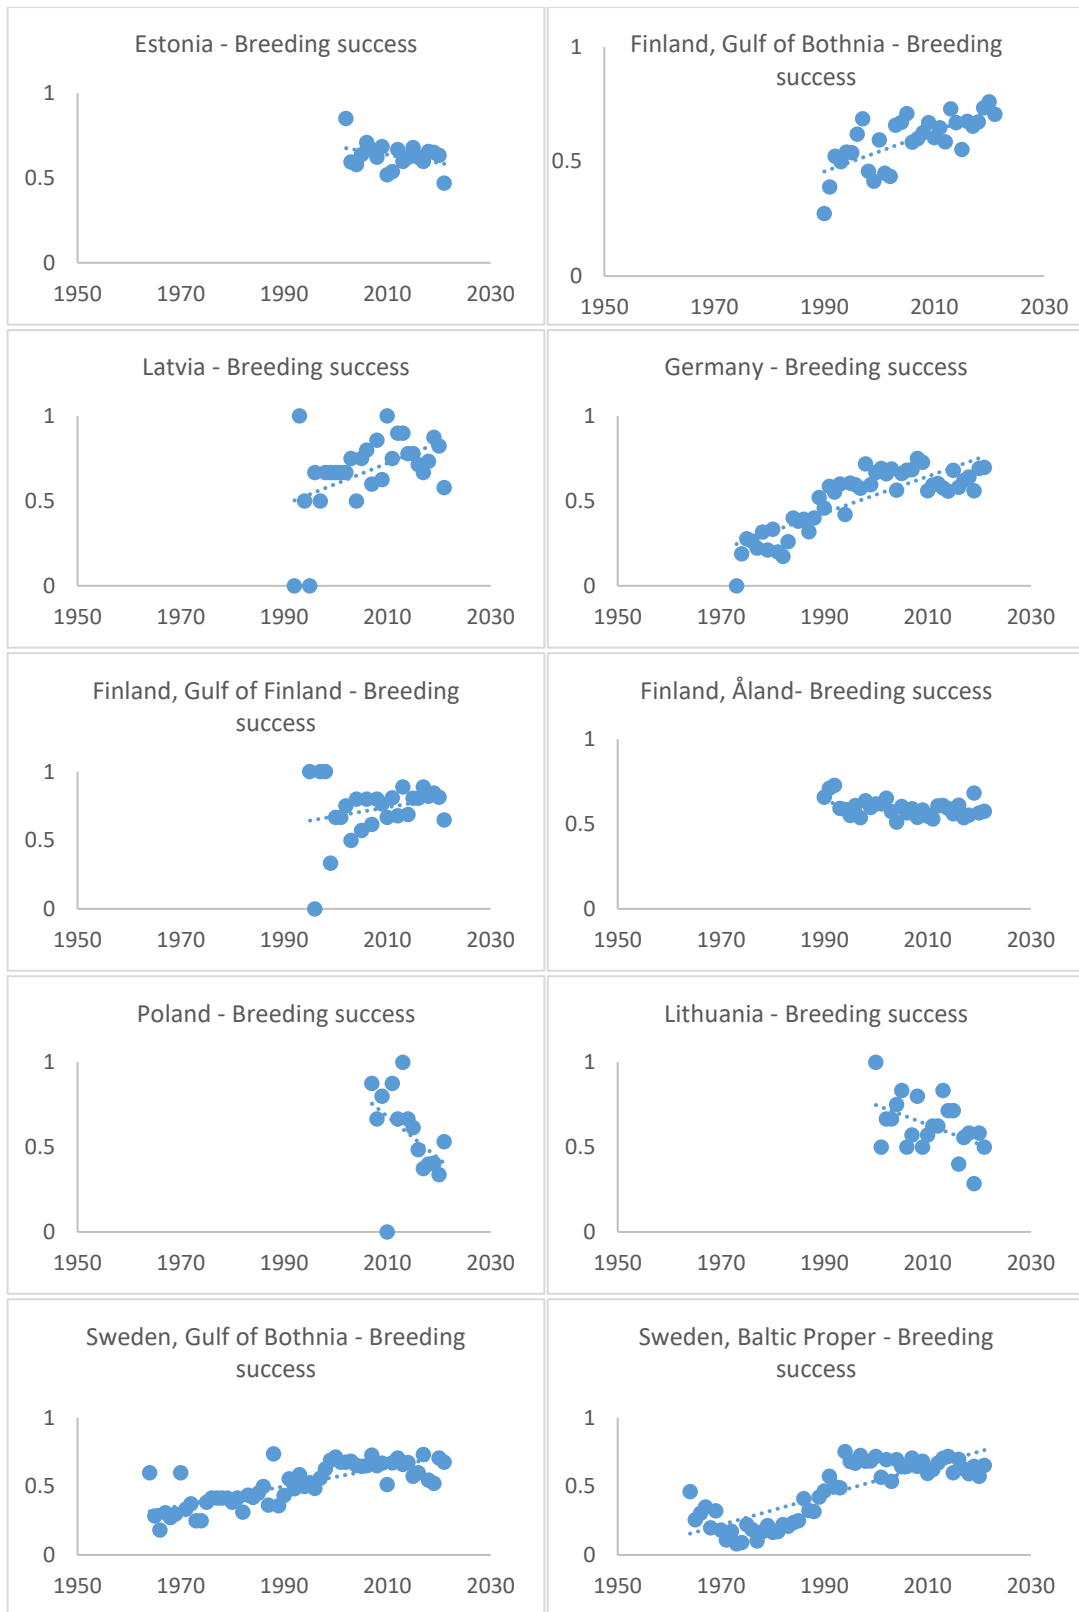 Estonia - Breeding success
1
0.5
0
1950 1970 1990 2010 2030
Finland, Gulf of Bothnia - Breeding
success
1
0.5
0
1950 1970 1990 2010 2030
Latvia - Breeding success
1
0.5
0
1950 1970 1990 2010 2030
Germany - Breeding success
1
0.5
0
1950 1970 1990 2010 2030
Finland, Gulf of Finland - Breeding
success
1
0.5
0
1950 1970 1990 2010 2030
Finland, Åland- Breeding success
1
0.5
0
1950 1970 1990 2010 2030
Poland - Breeding success
1
0.5
0
1950 1970 1990 2010 2030
Lithuania - Breeding success
1
0.5
0
1950 1970 1990 2010 2030
Sweden, Gulf of Bothnia - Breeding
success
1
0.5
0
1950 1970 1990 2010 2030
Sweden, Baltic Proper - Breeding
success
1
0.5
0
1950 1970 1990 2010 2030